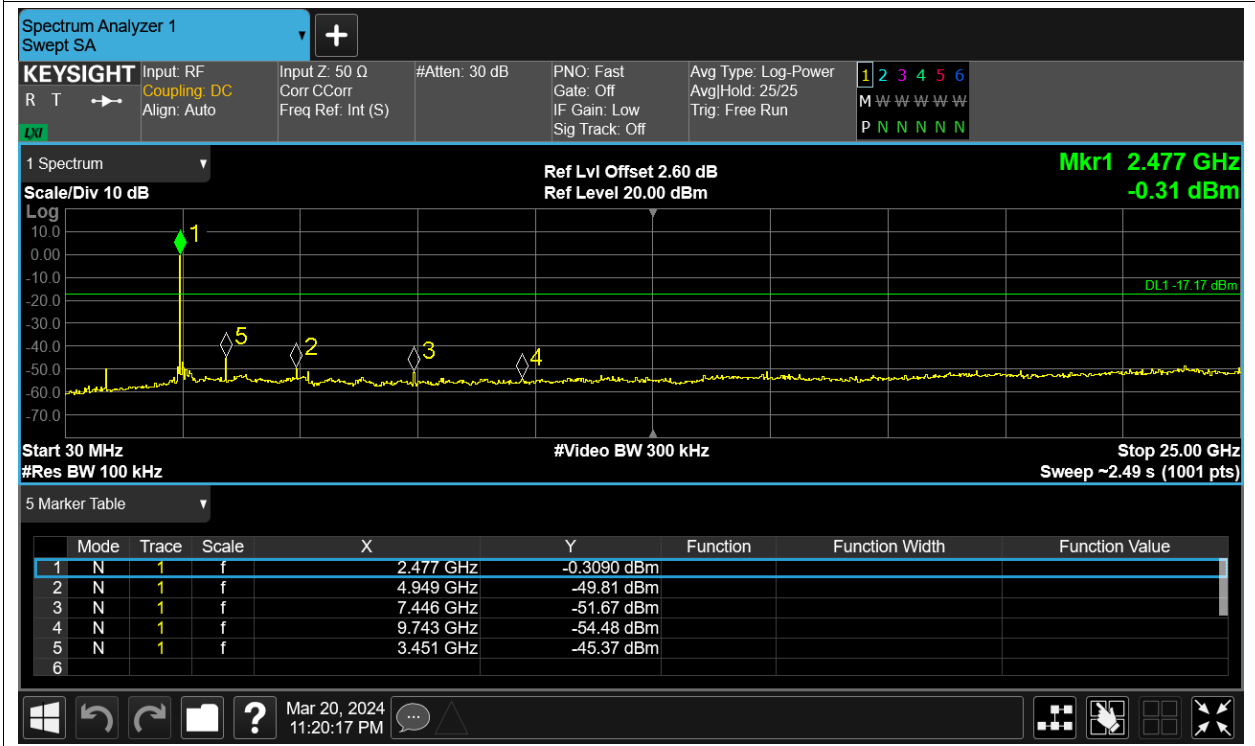 Spectrum Analyzer 1
Swept SA
+
KEYSIGHT Input: RF Input Z: 50 Ω #Atten: 30 dB PNO: Fast Avg Type: Log-Power 1 2 3 4 5 6
R T Coupling: DC Corr CCorr Gate: Off Avg|Hold: 25/25 M W W W W W
Align: Auto Freq Ref: Int (S) IF Gain: Low Trig: Free Run
LXI Sig Track: Off P N N N N N
1 Spectrum Ref Lvl Offset 2.60 dB Mkr1 2.477 GHz
Scale/Div 10 dB Ref Level 20.00 dBm -0.31 dBm
Log
10.0
1
0.00
-10.0
DL1 -17.17 dBm
-20.0
-30.0
5
-40.0
2 3 4
-50.0
-60.0
-70.0
Start 30 MHz #Video BW 300 kHz Stop 25.00 GHz
#Res BW 100 kHz Sweep ~2.49 s (1001 pts)
5 Marker Table
Mode Trace Scale X Y Function Function Width Function Value
1 N 1 f 2.477 GHz -0.3090 dBm
2 N 1 f 4.949 GHz -49.81 dBm
3 N 1 f 7.446 GHz -51.67 dBm
4 N 1 f 9.743 GHz -54.48 dBm
5 N 1 f 3.451 GHz -45.37 dBm
6
? Mar 20, 2024
11:20:17 PM